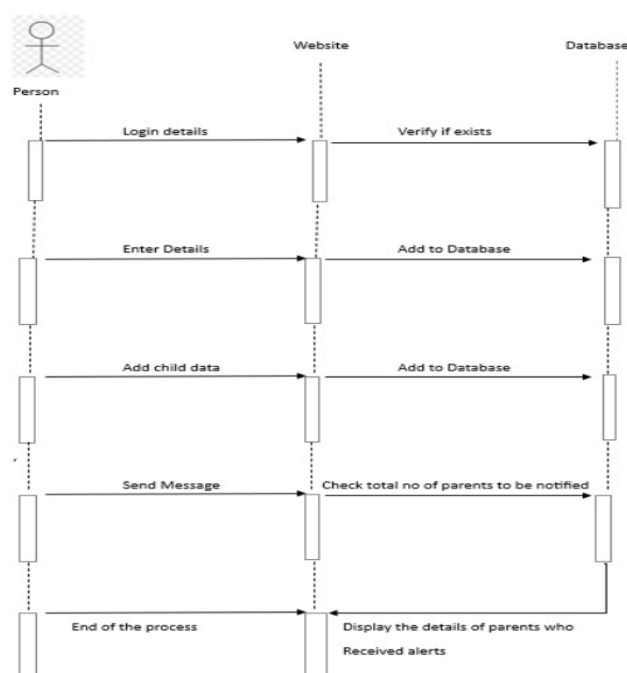 Website
Database
Person
Login details
Verify if exists
Enter Details
Add to Database
Add child data
Add to Database
Send Message
Check total no of parents to be notified
End of the process
Display the details of parents who
Received alerts